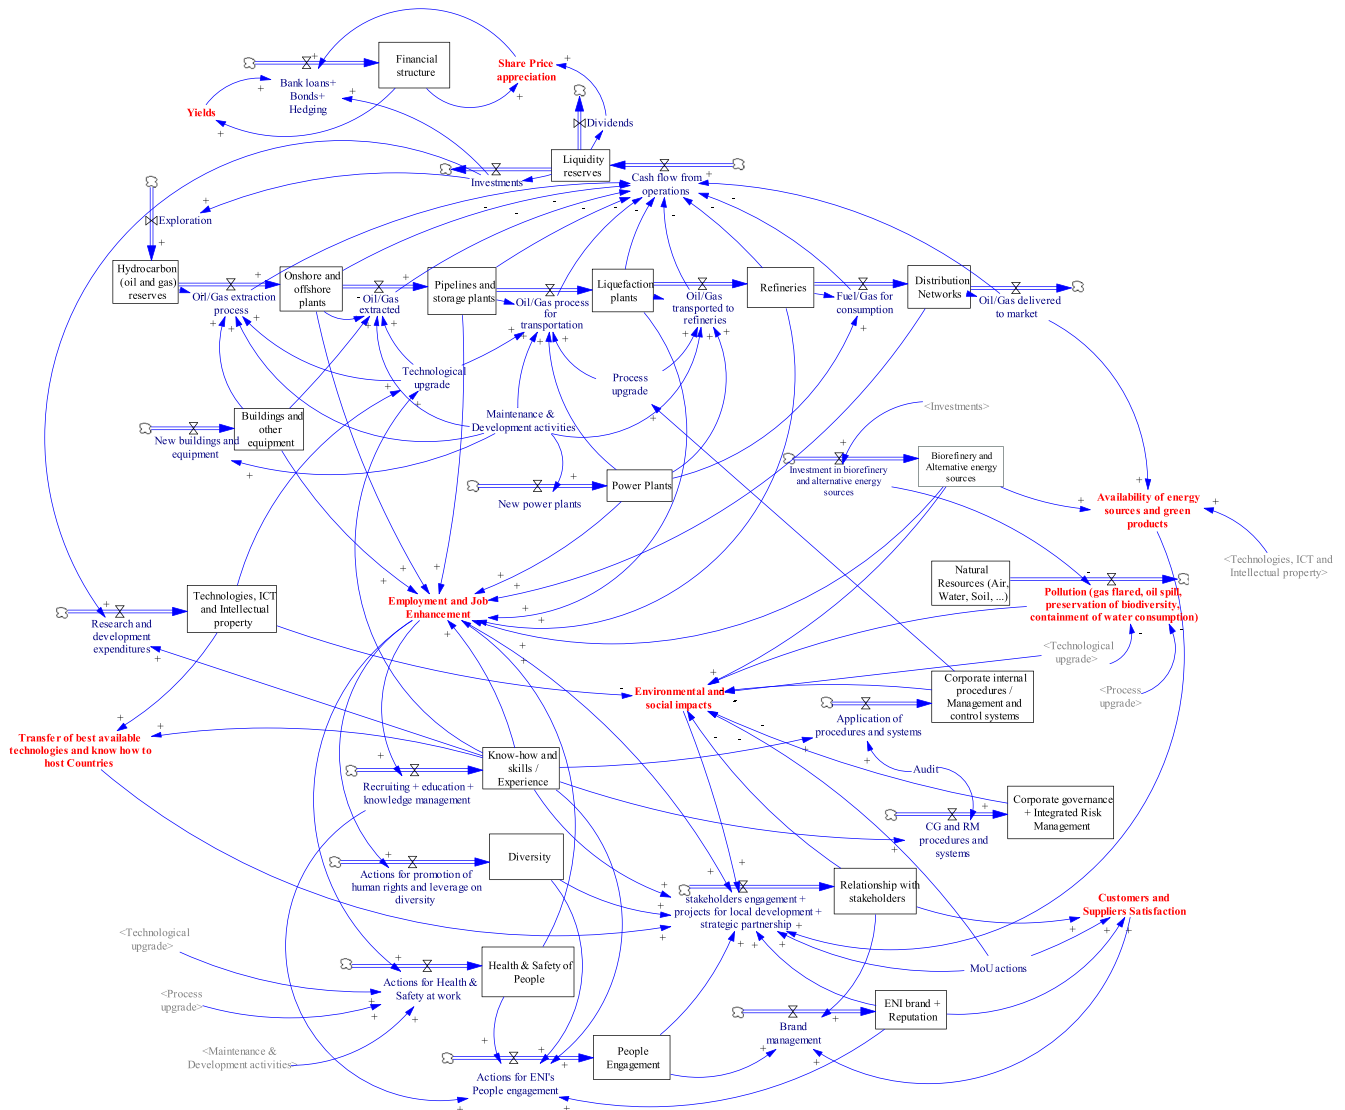 Financial
structure
Share Price
appreciation
Bank loans+
Bonds+
Hedging
Yields
Dividends
Liquidity
reserves
Investments
Cash flow from
operations
Exploration
Hydrocarbon
(oil and gas)
reserves
Oil/Gas extraction
process
Onshore and
offshore
plants
Oil/Gas
extracted
Pipelines and
storage plants
Oil/Gas process
for
transportation
Liquefaction
plants
Oil/Gas
transported to
refineries
Refineries
Fuel/Gas for
consumption
Distribution
Networks
Oil/Gas delivered
to market
Technological
upgrade
Process
upgrade
Buildings and
other
equipment
New buildings and
equipment
Maintenance &
Development activities
<Investments>
Investment in biorefinery
and alternative energy
sources
Biorefinery and
Alternative energy
sources
Power Plants
New power plants
Availability of energy
sources and green
products
<Technologies, ICT and
Intellectual property>
Natural
Resources (Air,
Water, Soil, ...)
Pollution (gas flared, oil spill,
preservation of biodiversity,
containment of water consumption)
Technologies, ICT
and Intellectual
property
Research and
development
expenditures
Employment and Job
Enhancement
<Technological
upgrade>
<Process
upgrade>
Environmental and
social impacts
Corporate internal
procedures /
Management and
control systems
Application of
procedures and
systems
Transfer of best available
technologies and know how to
host Countries
Know-how and
skills /
Experience
Recruiting + education +
knowledge management
Audit
Corporate governance
+ Integrated Risk
Management
CG and RM
procedures and
systems
Diversity
Actions for promotion of
human rights and leverage on
diversity
Relationship with
stakeholders
stakeholders engagement +
projects for local development +
strategic partnership
Customers and
Suppliers Satisfaction
<Technological
upgrade>
Health & Safety of
People
Actions for Health &
Safety at work
MoU actions
<Process
upgrade>
ENI brand +
Reputation
Brand
management
<Maintenance &
Development activities>
People
Engagement
Actions for ENI's
People engagement